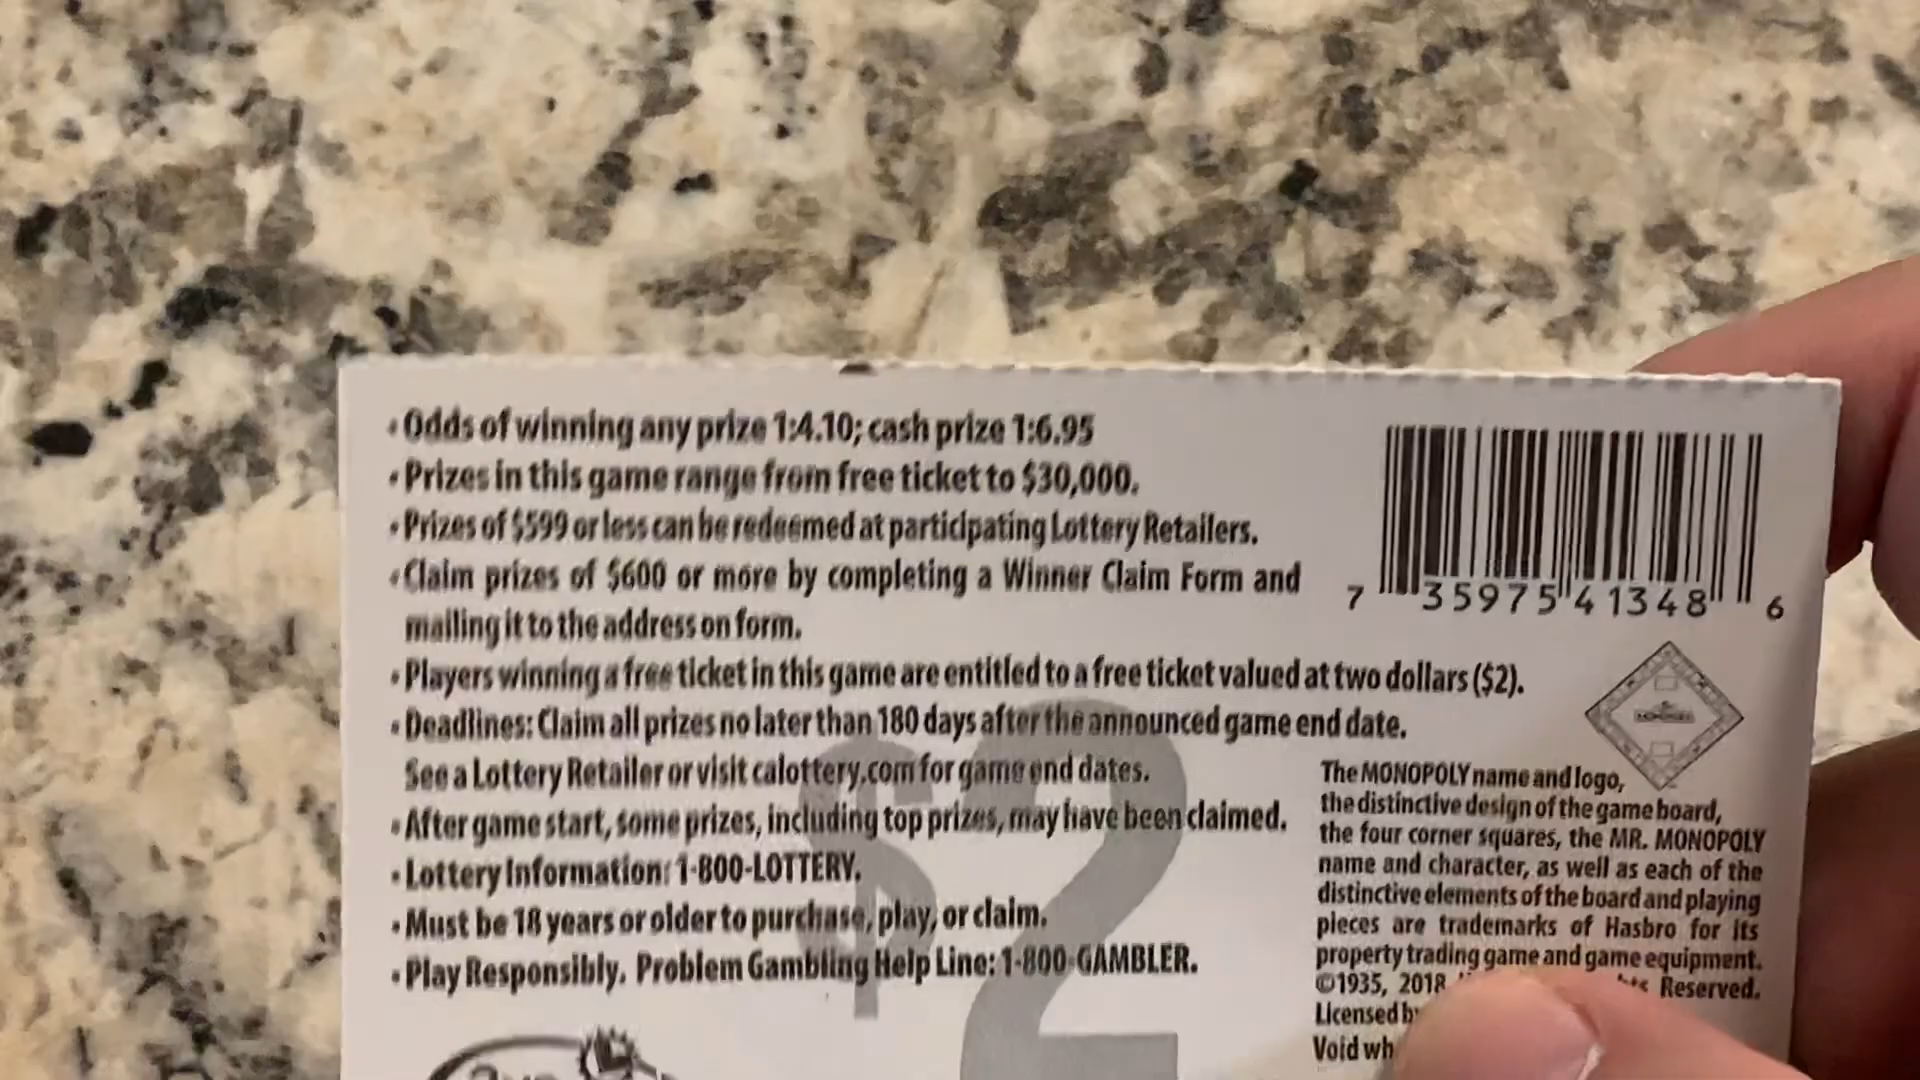 • Odds of winning any prize 1:4.10; cash prize 1:6.95
• Prizes in this game range from free ticket to $30,000.
• Prizes of $599 or less can be redeemed at participating Lottery Retailers.
• Claim prizes of $600 or more by completing a Winner Claim Form and
mailing it to the address on form.
• Players winning a free ticket in this game are entitled to a free ticket valued at two dollars ($2).
• Deadlines: Claim all prizes no later than 180 days after the announced game end date.
See a Lottery Retailer or visit calottery.com for game end dates.
• After game start, some prizes, including top prizes, may have been claimed.
• Lottery Information: 1-800-LOTTERY.
• Must be 18 years or older to purchase, play, or claim.
• Play Responsibly. Problem Gambling Help Line: 1-800-GAMBLER.
$2
7 35975 41348 6
MONOPOLY
The MONOPOLY name and logo,
the distinctive design of the game board,
the four corner squares, the MR. MONOPOLY
name and character, as well as each of the
distinctive elements of the board and playing
pieces are trademarks of Hasbro for its
property trading game and game equipment.
©1935, 2018 Reserved.
Licensed
Void